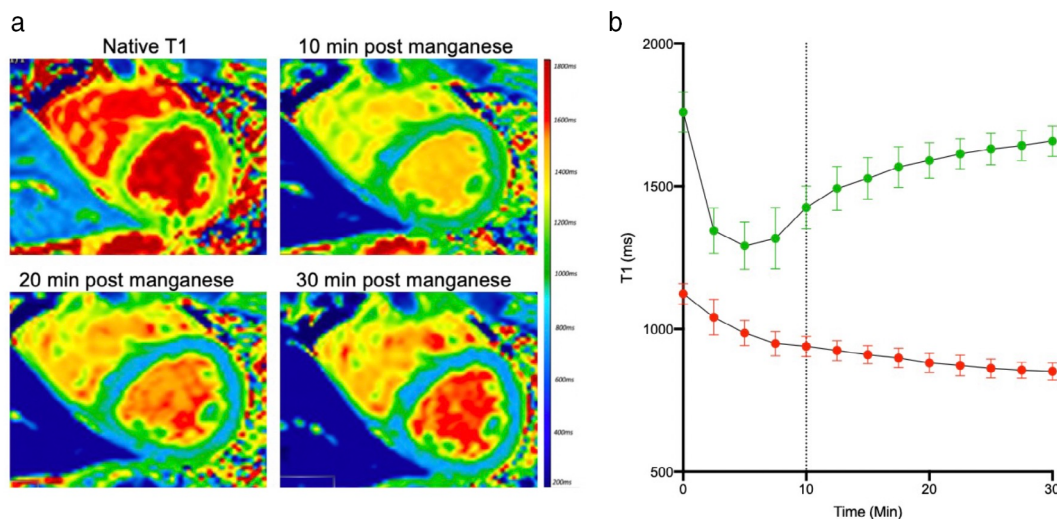 a
Native T1
10 min post manganese
20 min post manganese
30 min post manganese
1800ms
1600ms
1400ms
1200ms
1000ms
800ms
600ms
400ms
200ms
b
2000
1500
1000
500
T1 (ms)
0
10
20
30
Time (Min)